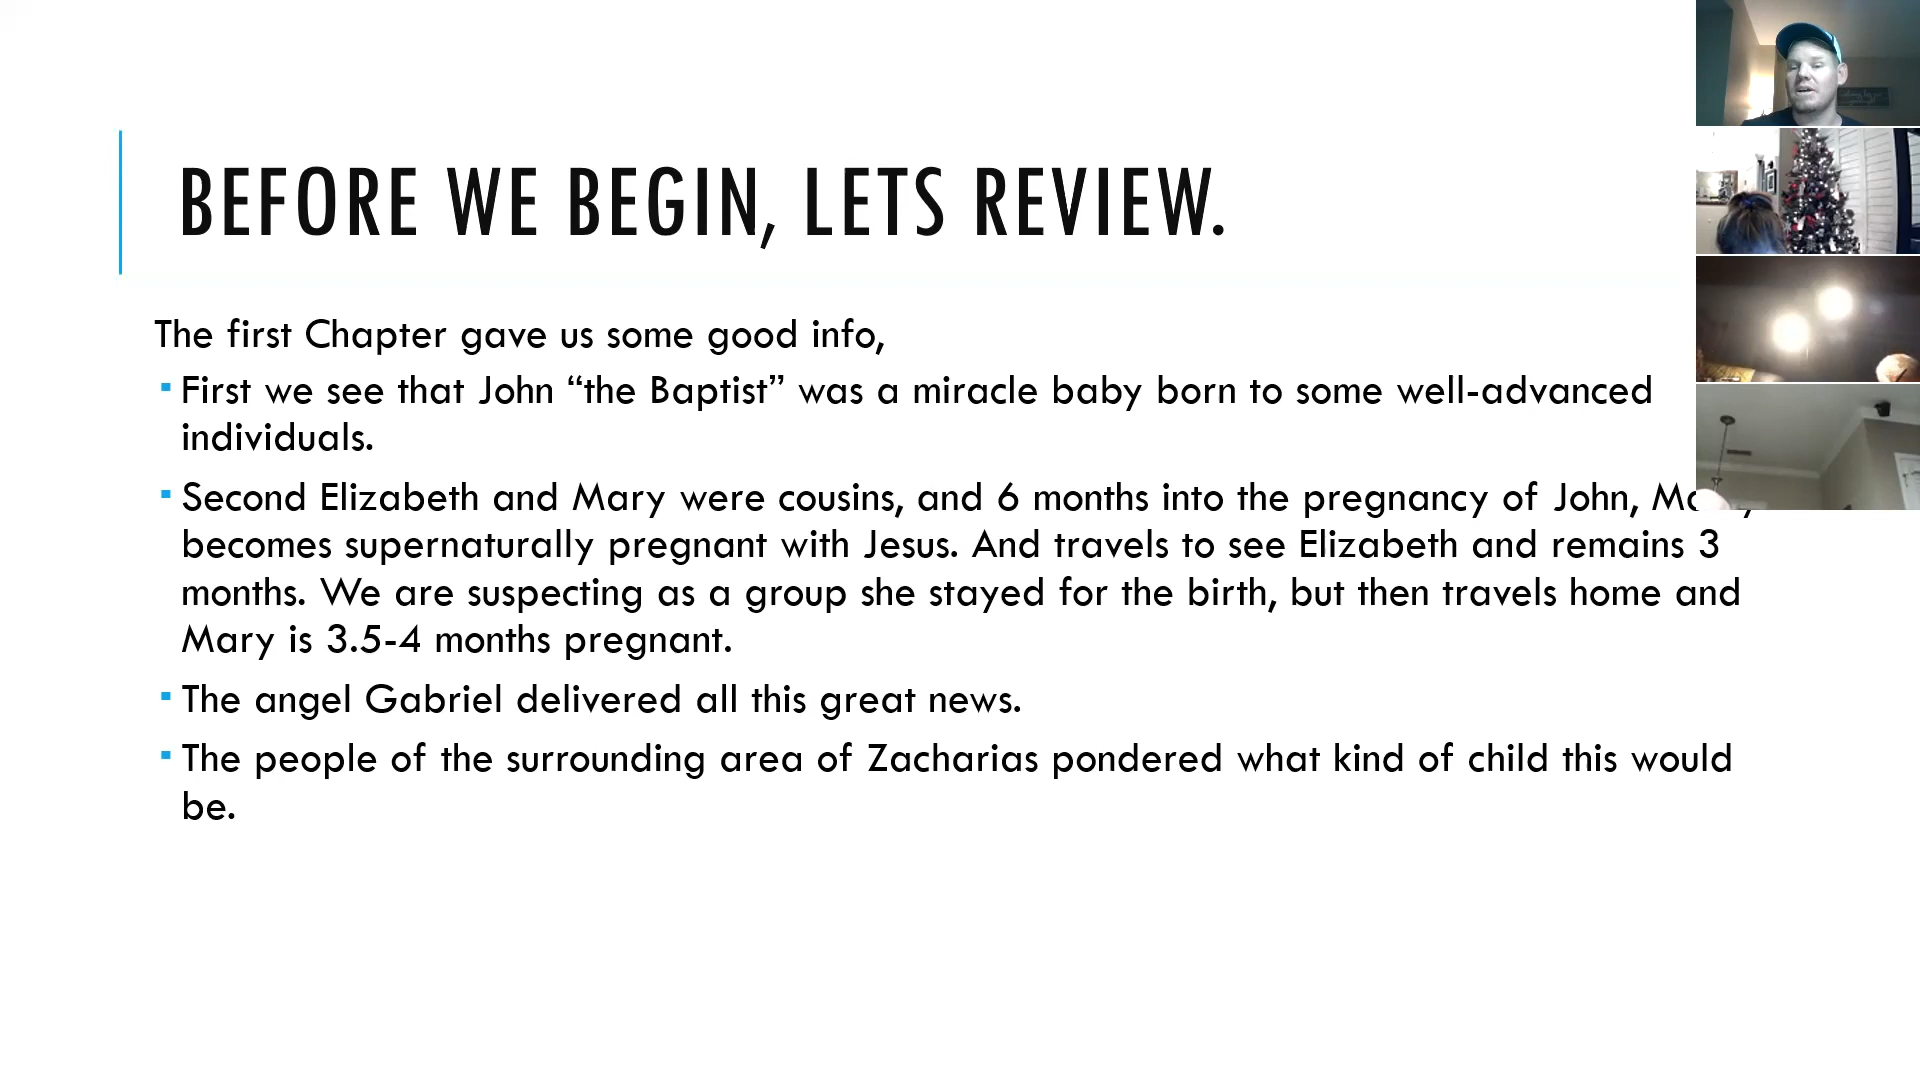 BEFORE WE BEGIN, LETS REVIEW.
The first Chapter gave us some good info,
▪ First we see that John “the Baptist” was a miracle baby born to some well-advanced
individuals.
▪ Second Elizabeth and Mary were cousins, and 6 months into the pregnancy of John,
becomes supernaturally pregnant with Jesus. And travels to see Elizabeth and remains 3
months. We are suspecting as a group she stayed for the birth, but then travels home and
Mary is 3.5-4 months pregnant.
▪ The angel Gabriel delivered all this great news.
▪ The people of the surrounding area of Zacharias pondered what kind of child this would
be.